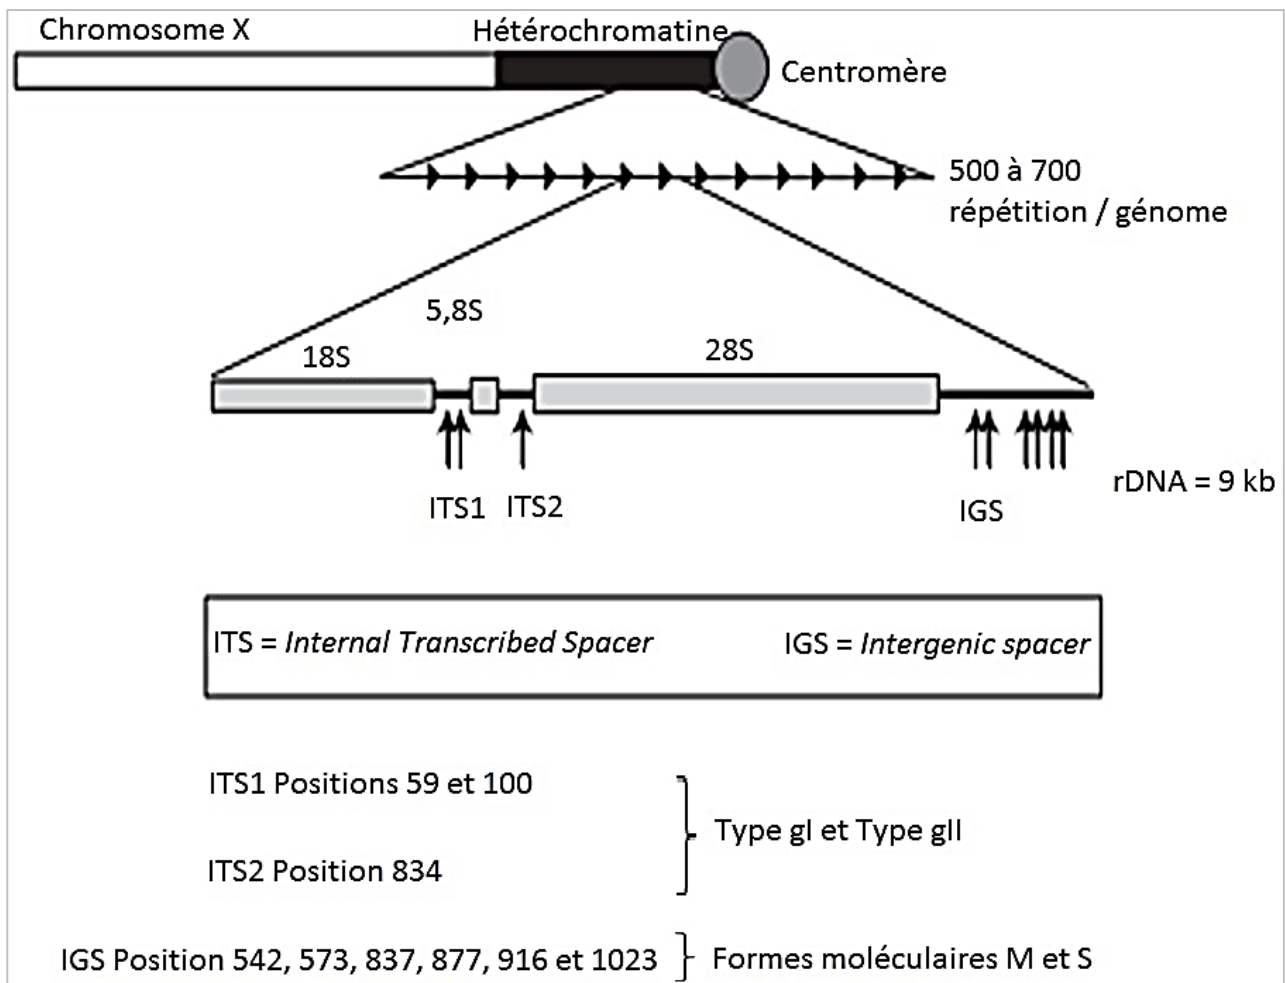 Chromosome X
Hétérochromatine
Centromère
500 à 700
répétition / génome
5,8S
18S
28S
ITS1
ITS2
IGS
rDNA = 9 kb
ITS = Internal Transcribed Spacer
IGS = Intergenic spacer
ITS1 Positions 59 et 100
Type gI et Type gII
ITS2 Position 834
IGS Position 542, 573, 837, 877, 916 et 1023
Formes moléculaires M et S